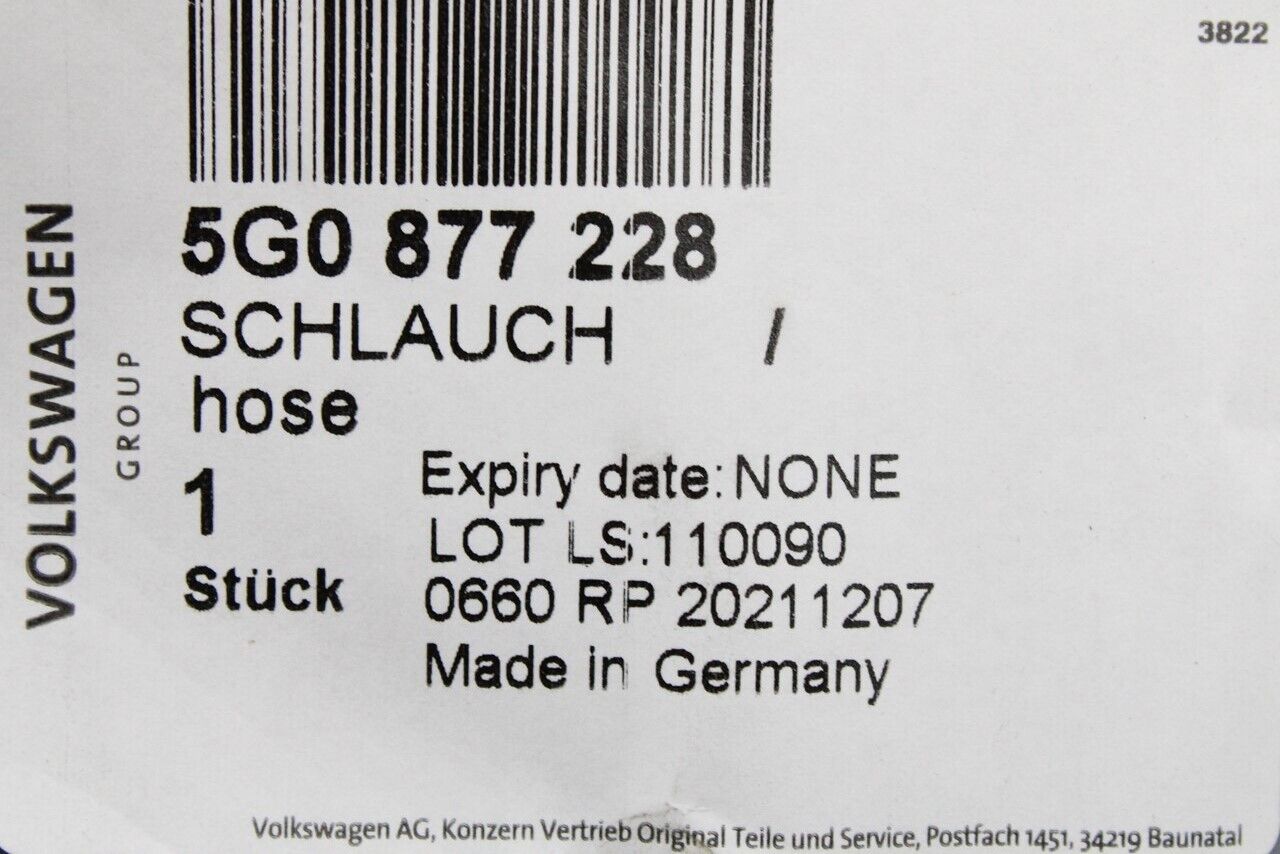 3822
VOLKSWAGEN
GROUP
5G0 877 228
SCHLAUCH /
hose
1
Stück
Expiry date: NONE
LOT LS:110090
0660 RP 20211207
Made in Germany
Volkswagen AG, Konzern Vertrieb Original Teile und Service, Postfach 1451, 34219 Baunatal